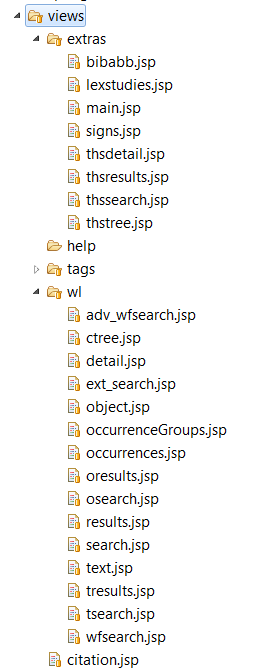 views
extras
bibabb.jsp
lexstudies.jsp
main.jsp
signs.jsp
thsdetail.jsp
thsresults.jsp
thssearch.jsp
thstree.jsp
help
tags
wl
adv_wfsearch.jsp
ctree.jsp
detail.jsp
ext_search.jsp
object.jsp
occurrenceGroups.jsp
occurrences.jsp
oresults.jsp
osearch.jsp
results.jsp
search.jsp
text.jsp
tresults.jsp
tsearch.jsp
wfsearch.jsp
citation.jsp